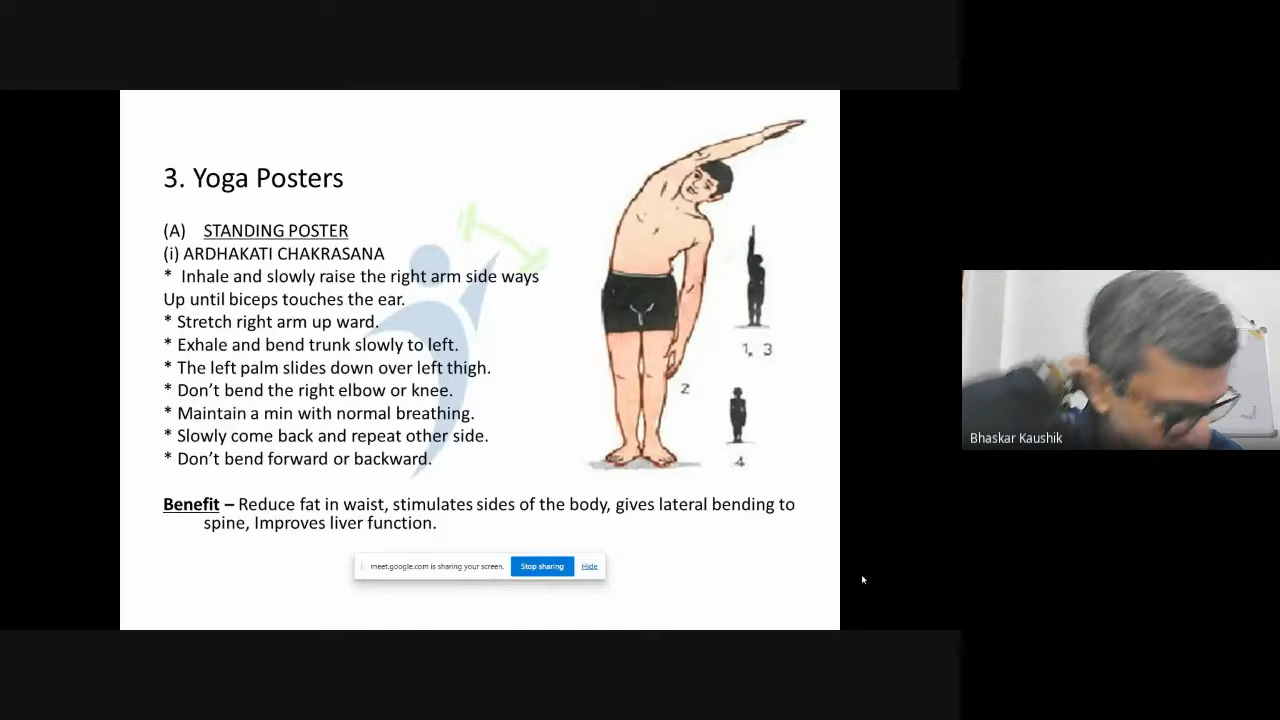 3. Yoga Posters
(A) STANDING POSTER
(i) ARDHAKATI CHAKRASANA
* Inhale and slowly raise the right arm side ways
Up until biceps touches the ear.
* Stretch right arm up ward.
* Exhale and bend trunk slowly to left.
* The left palm slides down over left thigh.
* Don’t bend the right elbow or knee.
* Maintain a min with normal breathing.
* Slowly come back and repeat other side.
* Don’t bend forward or backward.
Benefit – Reduce fat in waist, stimulates sides of the body, gives lateral bending to
spine, Improves liver function.
1, 3
2
4
meet.google.com is sharing your screen. Stop sharing Hide
Bhaskar Kaushik